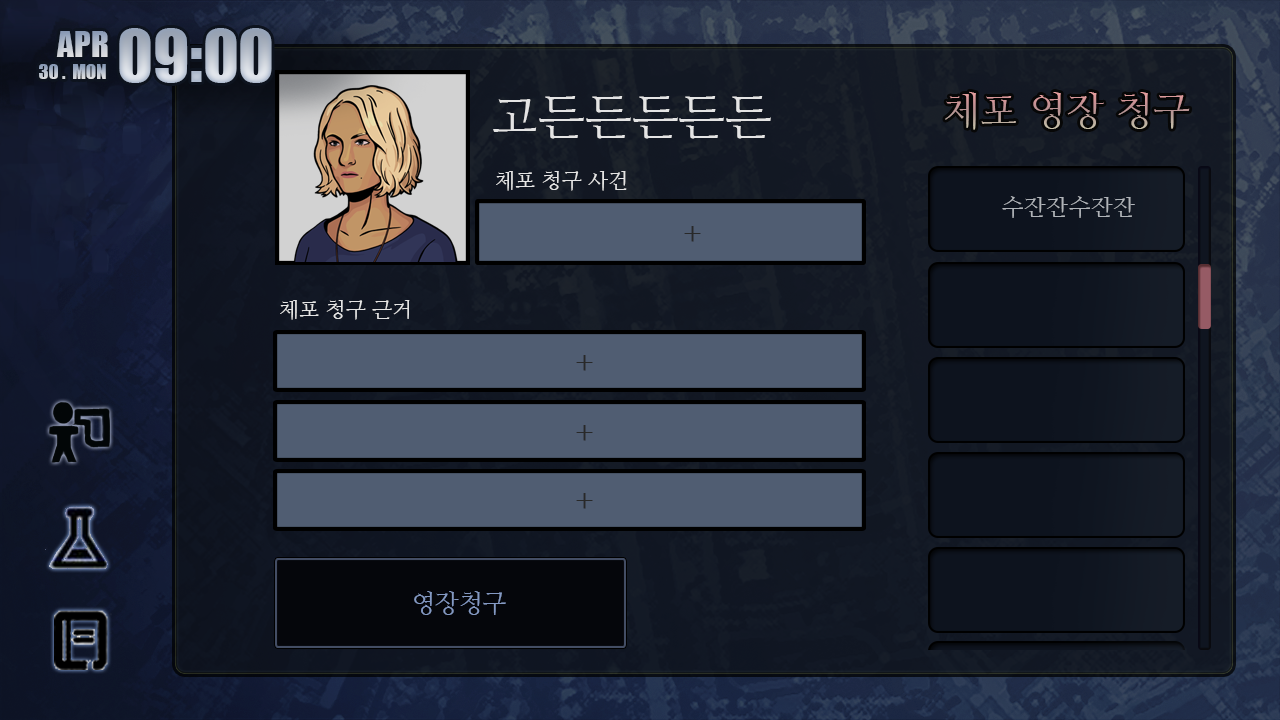 APR
30. MON
09:00
고든든든든든
체포 영장 청구
체포 청구 사건
+
수잔잔수잔잔
체포 청구 근거
+
+
+
영장청구